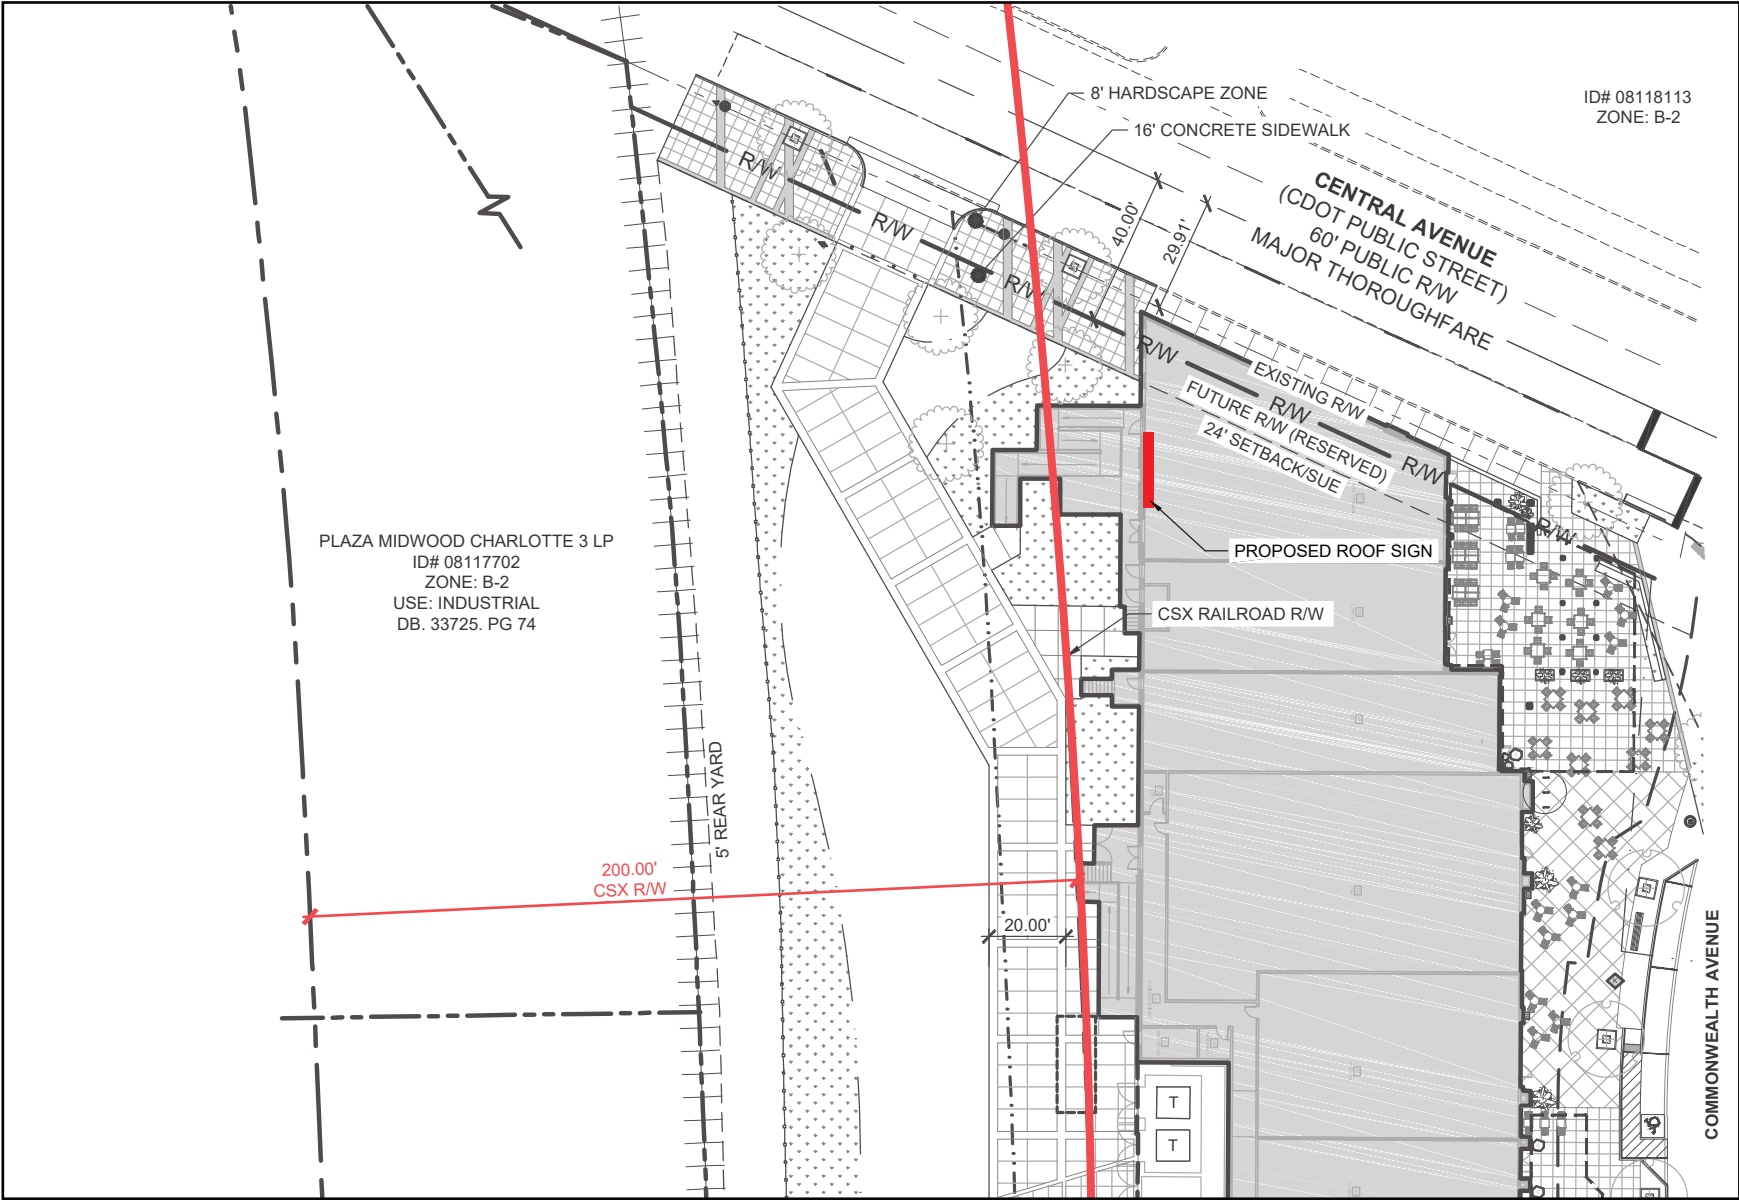 8' HARDSCAPE ZONE
16' CONCRETE SIDEWALK
ID# 08118113
ZONE: B-2
CENTRAL AVENUE
(CDOT PUBLIC STREET)
60' PUBLIC R/W
MAJOR THOROUGHFARE
40.00'
29.91'
R/W
R/W
R/W
R/W
EXISTING R/W
R/W
FUTURE R/W (RESERVED)
24' SETBACK/SUE
R/W
R/W
PLAZA MIDWOOD CHARLOTTE 3 LP
ID# 08117702
ZONE: B-2
USE: INDUSTRIAL
DB. 33725. PG 74
PROPOSED ROOF SIGN
CSX RAILROAD R/W
5' REAR YARD
200.00'
CSX R/W
20.00'
T
T
COMMONWEALTH AVENUE